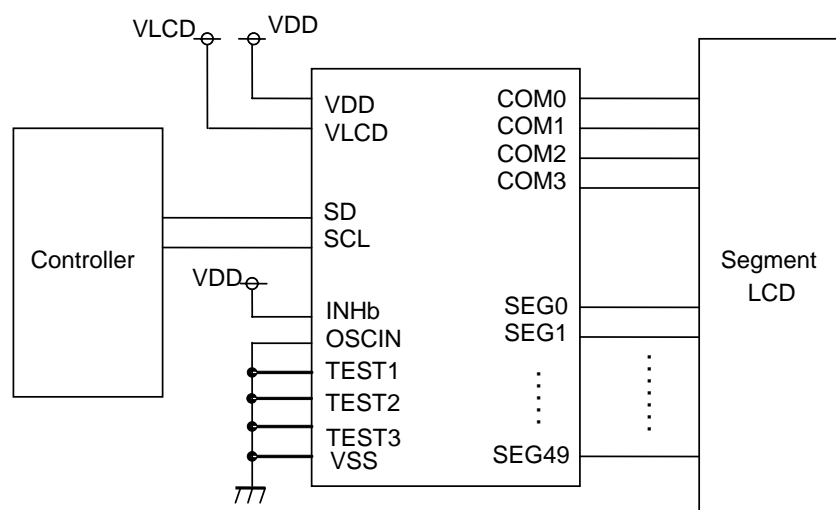 VLCD
VDD
VDD
VLCD
SD
SCL
Controller
VDD
INHb
OSCIN
TEST1
TEST2
TEST3
VSS
COM0
COM1
COM2
COM3
SEG0
SEG1
SEG49
Segment
LCD